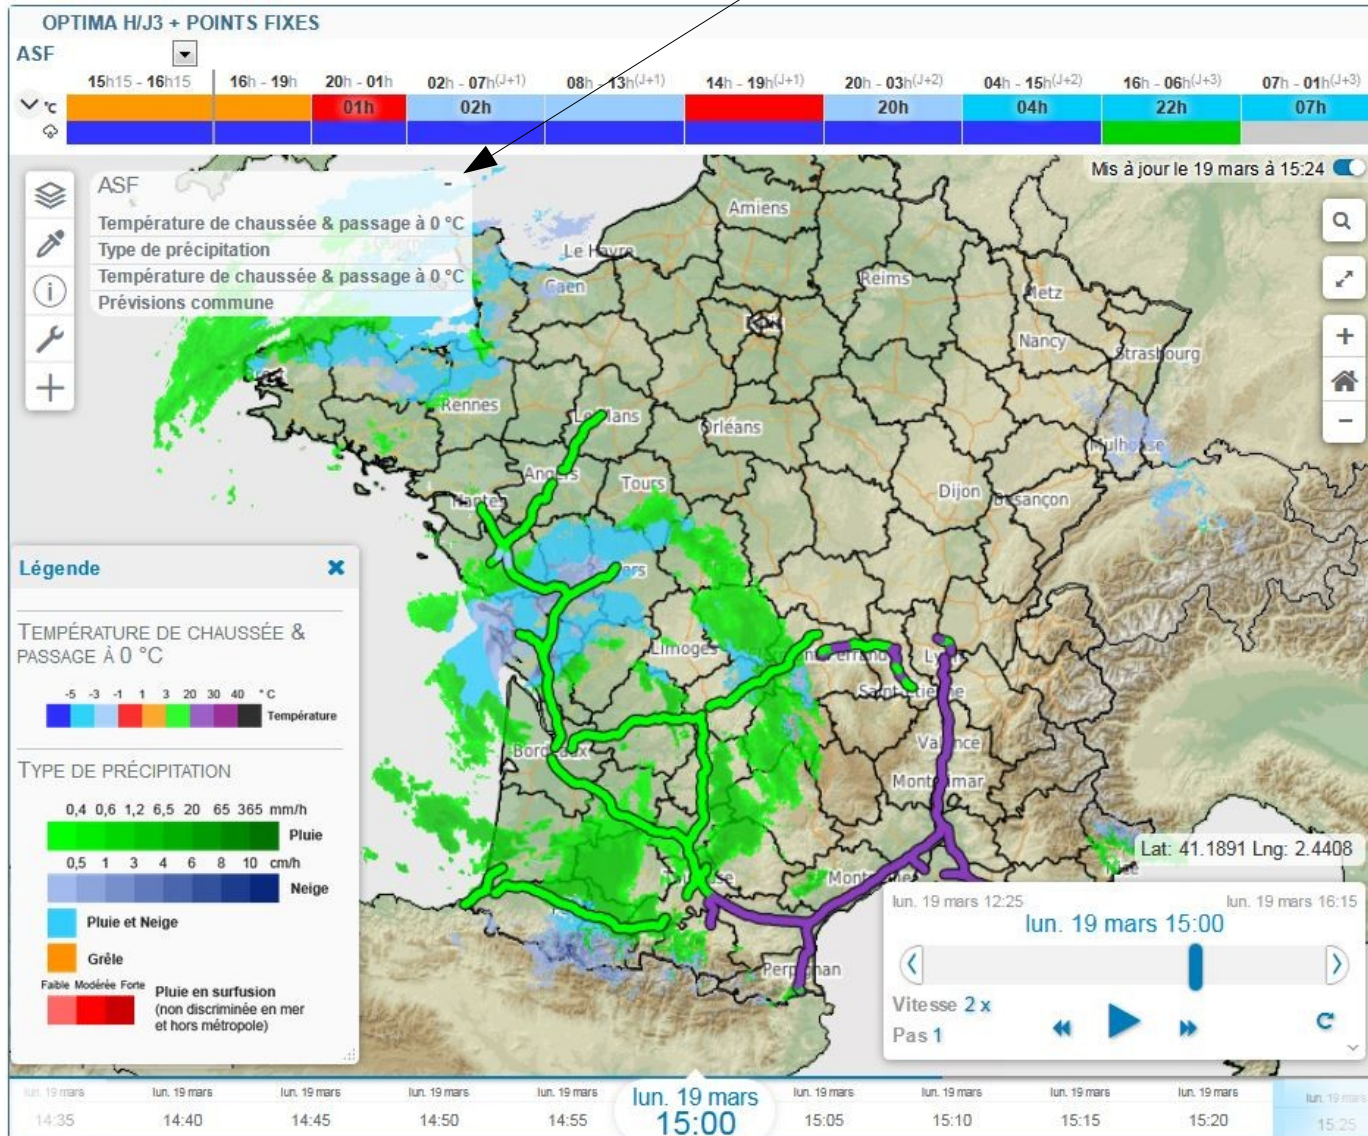 OPTIMA H/J3 + POINTS FIXES
ASF
15h15 - 16h15 16h - 19h 20h - 01h 02h - 07h(J+1) 08h - 13h(J+1) 14h - 19h(J+1) 20h - 03h(J+2) 04h - 15h(J+2) 16h - 06h(J+3) 07h - 01h(J+3)
°C 01h 02h 20h 04h 22h 07h
Mis à jour le 19 mars à 15:24
ASF -
Température de chaussée & passage à 0 °C
Type de précipitation
Température de chaussée & passage à 0 °C
Prévisions commune
Amiens
Le Havre
Caen
Reims
Metz
Nancy
Strasbourg
Rennes
Le Mans
Orléans
Mulhouse
Angers
Tours
Nantes
Dijon
Besançon
Limoges
Lyon
Saint-Etienne
Valence
Bordeaux
Montélimar
Toulouse
Perpignan
Légende
TEMPÉRATURE DE CHAUSSÉE &
PASSAGE À 0 °C
-5 -3 -1 1 3 20 30 40 °C
Température
TYPE DE PRÉCIPITATION
0,4 0,6 1,2 6,5 20 65 365 mm/h
Pluie
0,5 1 3 4 6 8 10 cm/h
Neige
Pluie et Neige
Grêle
Faible Modérée Forte
Pluie en surfusion
(non discriminée en mer
et hors métropole)
Lat: 41.1891 Lng: 2.4408
lun. 19 mars 12:25 lun. 19 mars 16:15
lun. 19 mars 15:00
Vitesse 2 x
Pas 1
lun. 19 mars lun. 19 mars lun. 19 mars lun. 19 mars lun. 19 mars lun. 19 mars lun. 19 mars lun. 19 mars lun. 19 mars lun. 19 mars lun. 19 mars
14:35 14:40 14:45 14:50 14:55 15:00 15:05 15:10 15:15 15:20 15:25